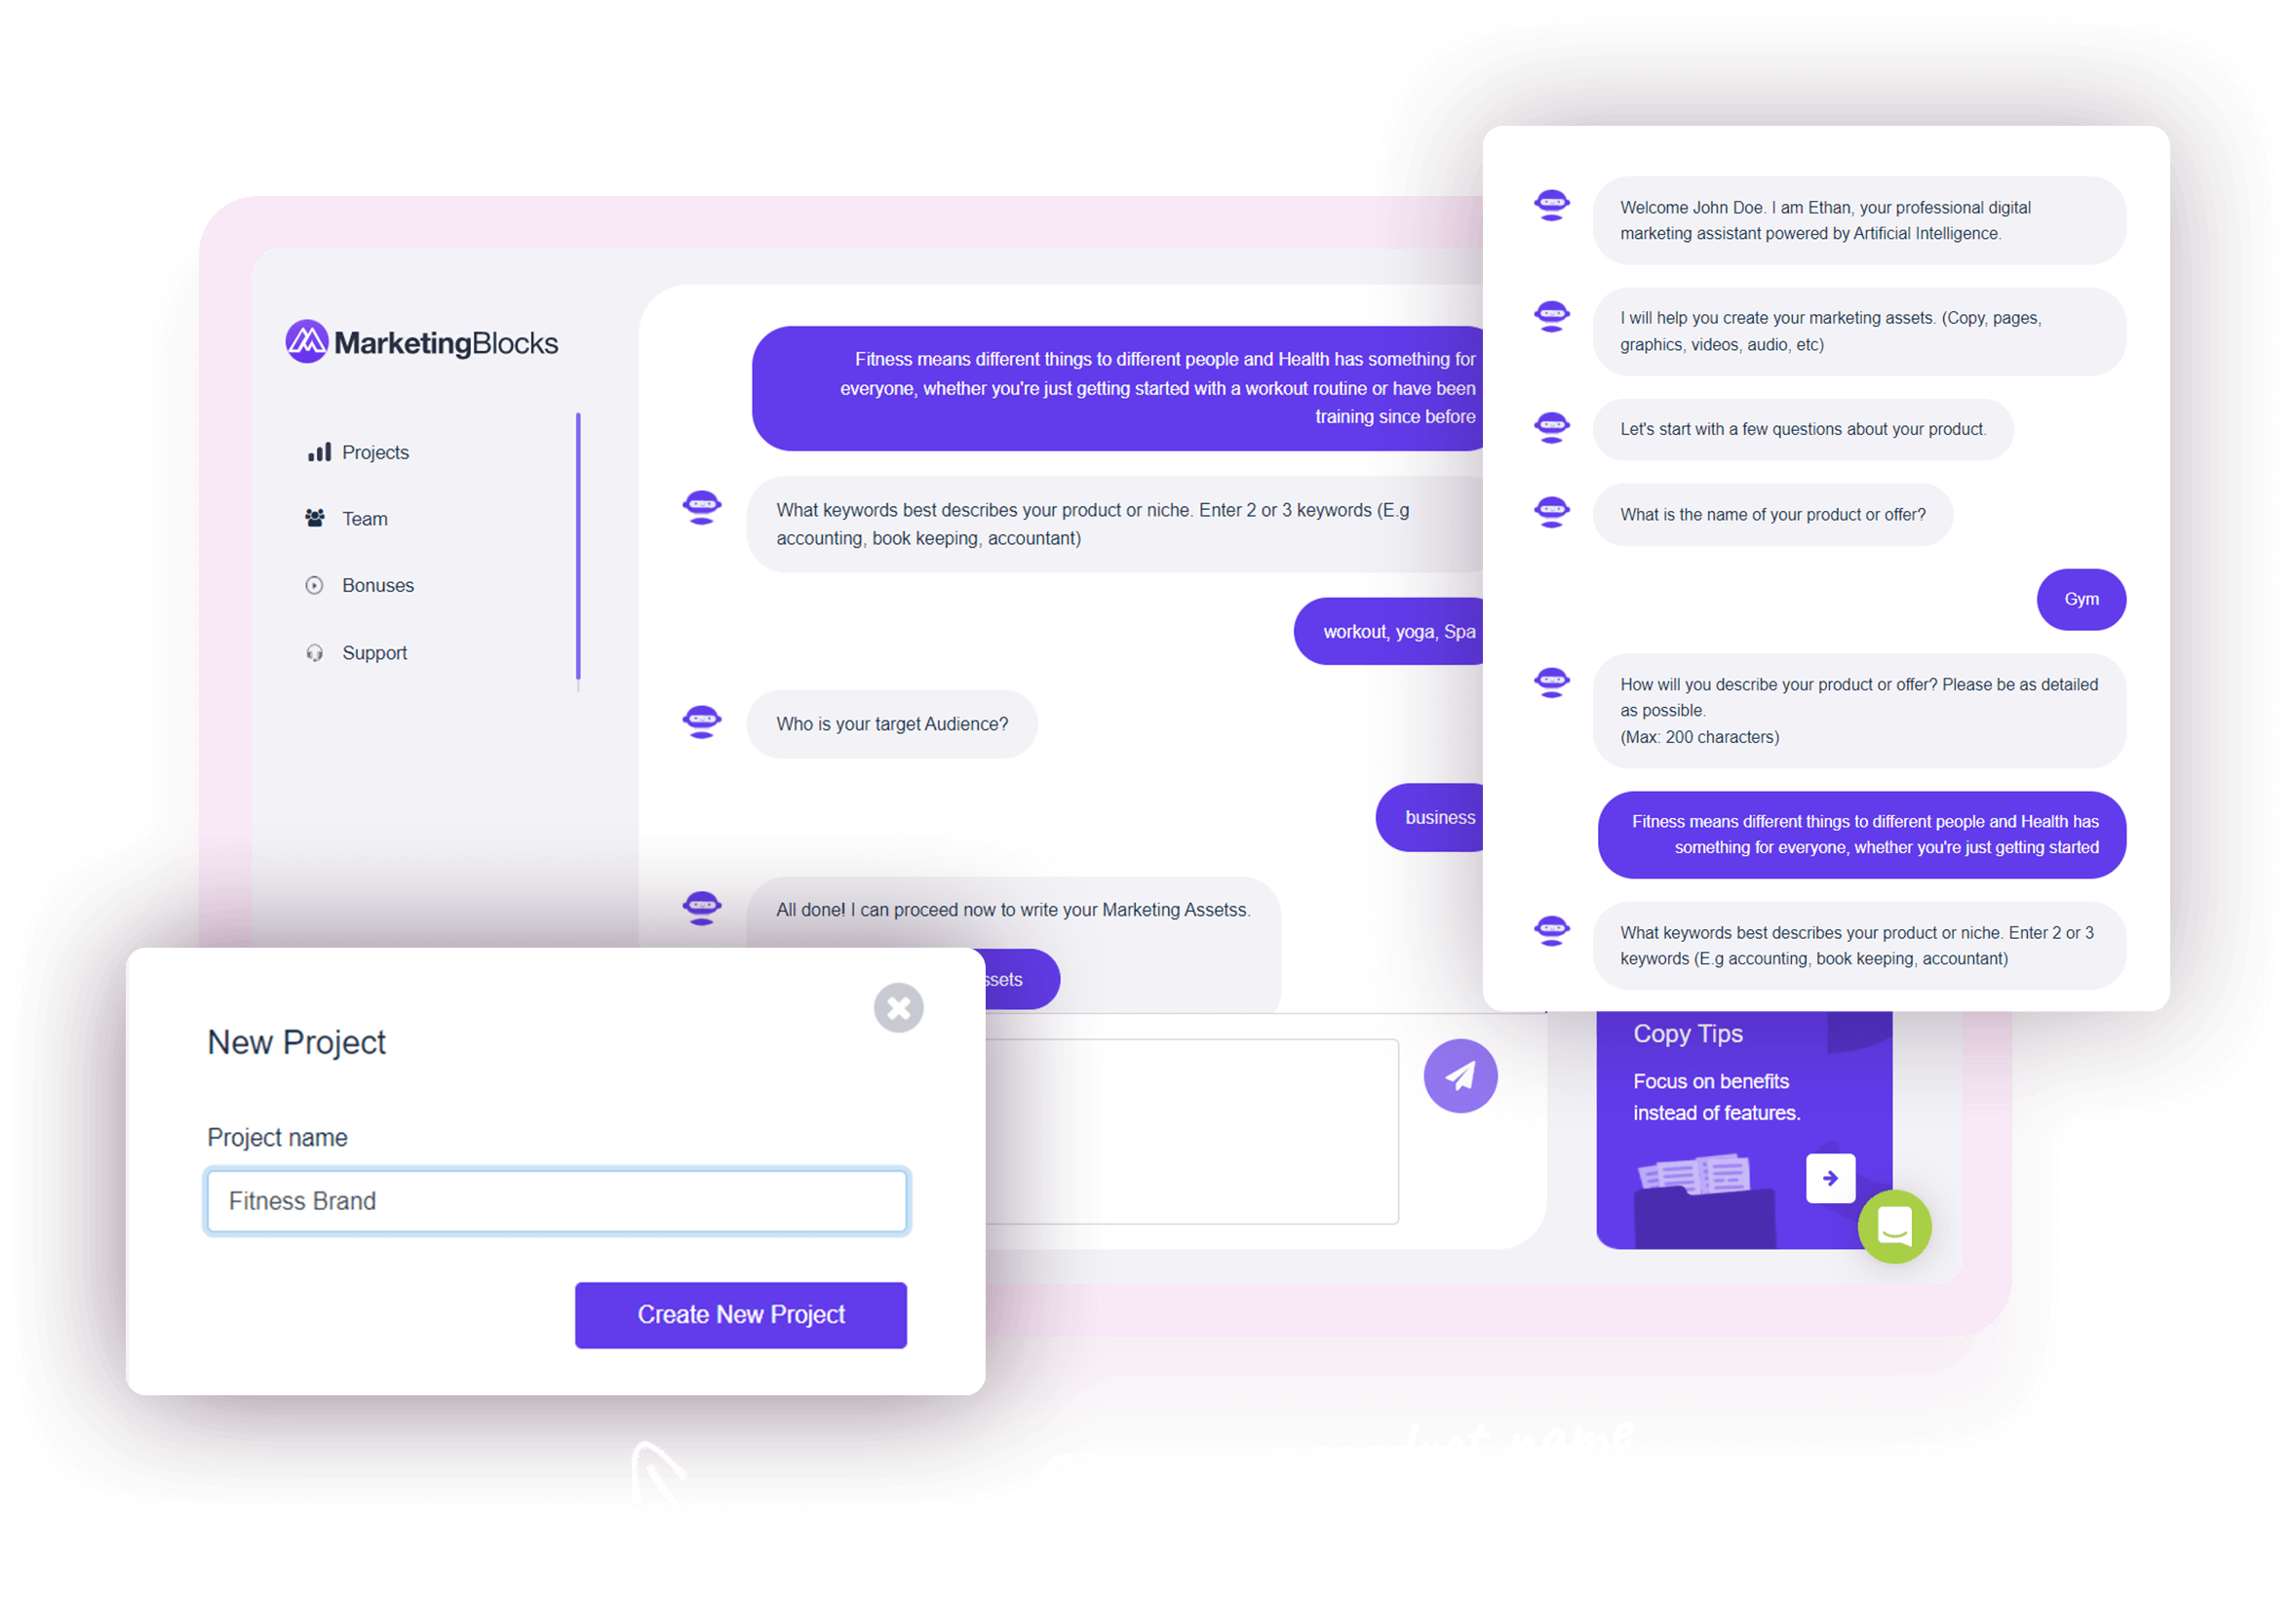 MarketingBlocks
Projects
Team
Bonuses
Support
Fitness means different things to different people and Health has something for
everyone, whether you're just getting started with a workout routine or have been
training since before
What keywords best describes your product or niche. Enter 2 or 3 keywords (E.g
accounting, book keeping, accountant)
workout, yoga, Spa
Who is your target Audience?
business
All done! I can proceed now to write your Marketing Assetss.
Welcome John Doe. I am Ethan, your professional digital
marketing assistant powered by Artificial Intelligence.
I will help you create your marketing assets. (Copy, pages,
graphics, videos, audio, etc)
Let's start with a few questions about your product.
What is the name of your product or offer?
Gym
How will you describe your product or offer? Please be as detailed
as possible.
(Max: 200 characters)
Fitness means different things to different people and Health has
something for everyone, whether you're just getting started
What keywords best describes your product or niche. Enter 2 or 3
keywords (E.g accounting, book keeping, accountant)
New Project
Project name
Fitness Brand
Create New Project
Copy Tips
Focus on benefits
instead of features.
name